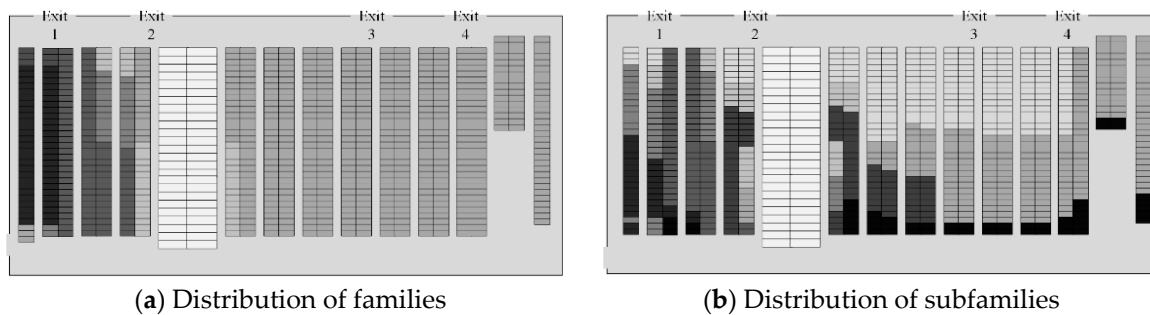 Exit Exit Exit Exit
1 2 3 4
Exit Exit Exit Exit
1 2 3 4
(a) Distribution of families
(b) Distribution of subfamilies